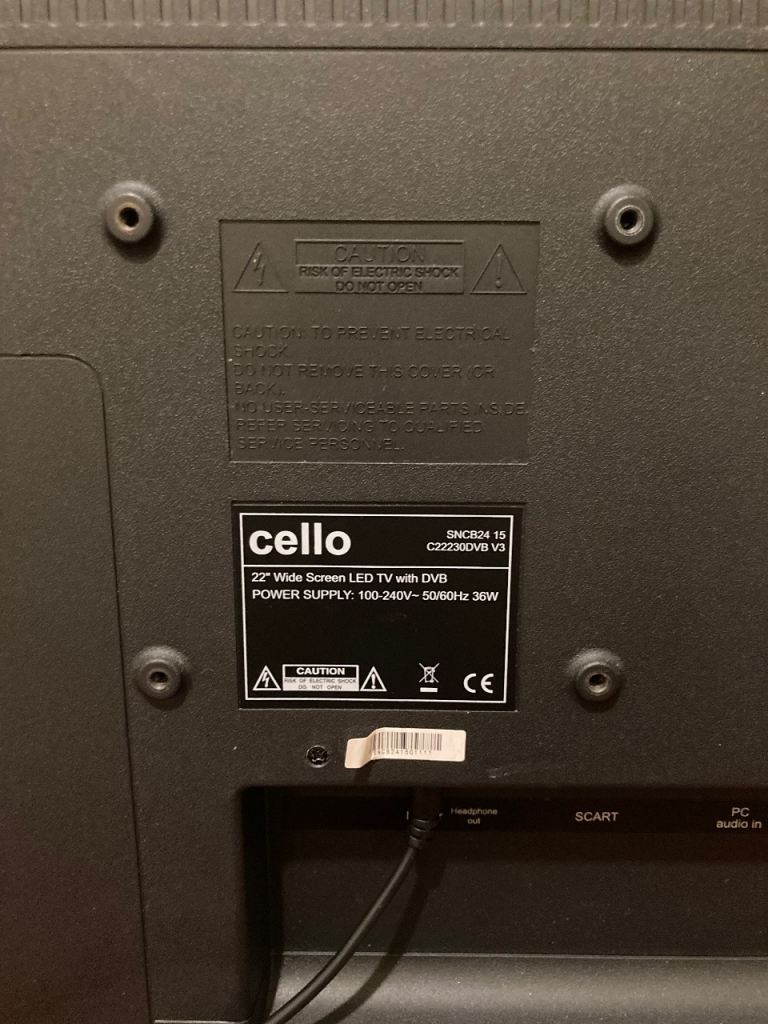 CAUTION
RISK OF ELECTRIC SHOCK
DO NOT OPEN
CAUTION: TO PREVENT ELECTRICAL
SHOCK
DO NOT REMOVE THIS COVER (OR
BACK).
NO USER-SERVICEABLE PARTS INSIDE.
REFER SERVICING TO QUALIFIED
SERVICE PERSONNEL.
cello
SNCB24 15
C22230DVB V3
22" Wide Screen LED TV with DVB
POWER SUPPLY: 100-240V~ 50/60Hz 36W
CAUTION
RISK OF ELECTRIC SHOCK
DO NOT OPEN
CE
Headphone
out
SCART
PC
audio in